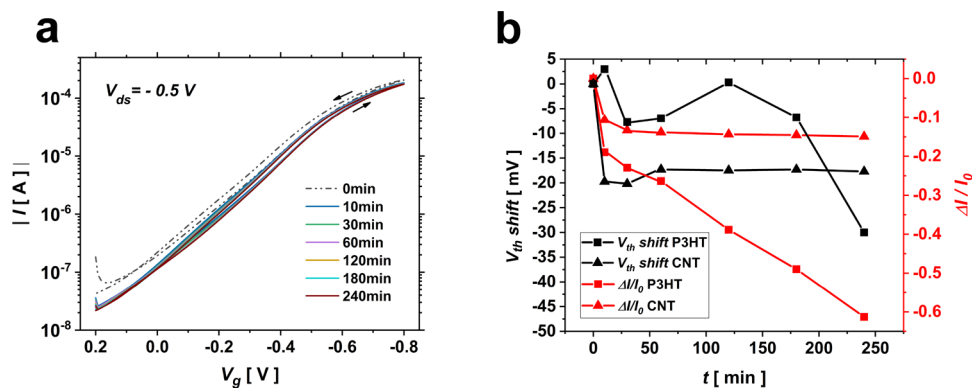 a
V_ds= - 0.5 V
| I | [ A ]
10^-4
10^-5
10^-6
10^-7
10^-8
0min
10min
30min
60min
120min
180min
240min
0.2 0.0 -0.2 -0.4 -0.6 -0.8
V_g [ V ]
b
V_th shift [ mV ]
5
0
-5
-10
-15
-20
-25
-30
-35
-40
-45
-50
V_th shift P3HT
V_th shift CNT
ΔI/I_0 P3HT
ΔI/I_0 CNT
0 50 100 150 200 250
t [ min ]
0.0
-0.1
-0.2
-0.3
-0.4
-0.5
-0.6
ΔI / I_0